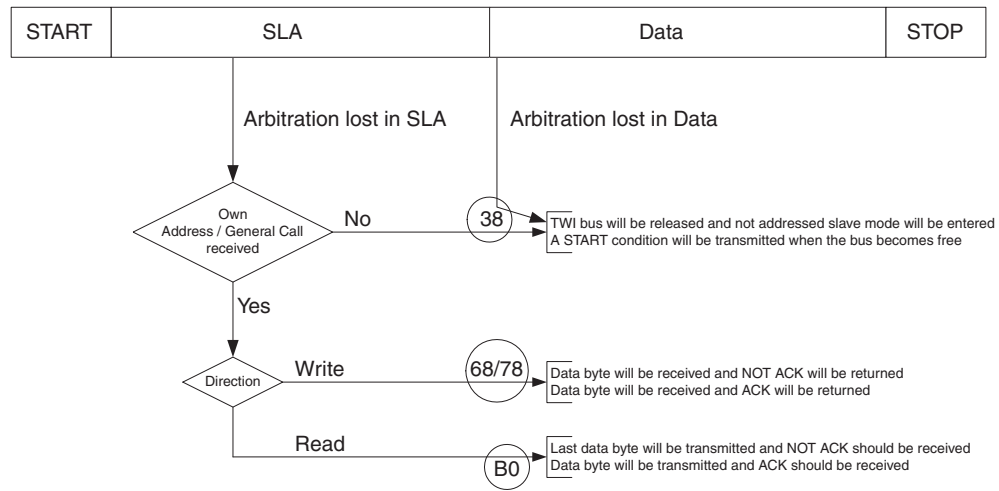 START SLA Data STOP
Arbitration lost in SLA Arbitration lost in Data
Own
Address / General Call
received
No
38
TWI bus will be released and not addressed slave mode will be entered
A START condition will be transmitted when the bus becomes free
Yes
Direction
Write
68/78
Data byte will be received and NOT ACK will be returned
Data byte will be received and ACK will be returned
Read
B0
Last data byte will be transmitted and NOT ACK should be received
Data byte will be transmitted and ACK should be received